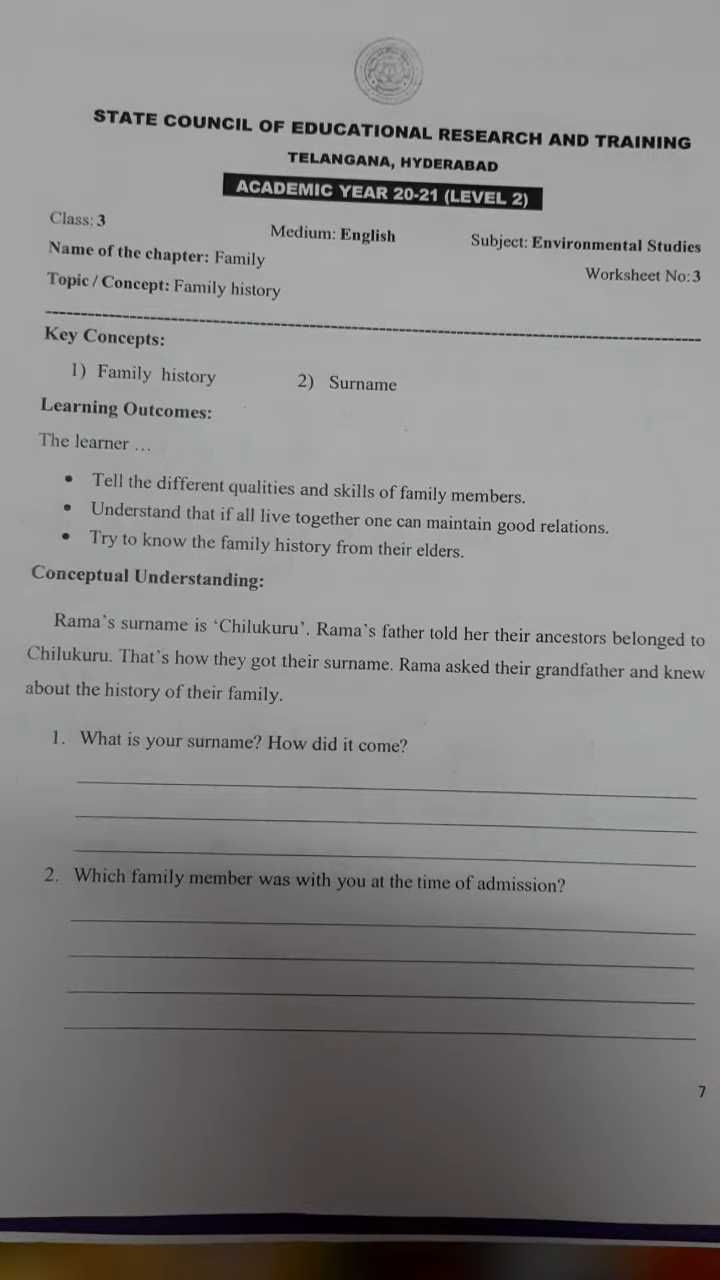 STATE COUNCIL OF EDUCATIONAL RESEARCH AND TRAINING
TELANGANA, HYDERABAD
ACADEMIC YEAR 20-21 (LEVEL 2)
Class: 3 Medium: English Subject: Environmental Studies
Name of the chapter: Family Worksheet No:3
Topic / Concept: Family history
Key Concepts:
1) Family history 2) Surname
Learning Outcomes:
The learner …
• Tell the different qualities and skills of family members.
• Understand that if all live together one can maintain good relations.
• Try to know the family history from their elders.
Conceptual Understanding:
Rama's surname is 'Chilukuru'. Rama's father told her their ancestors belonged to
Chilukuru. That's how they got their surname. Rama asked their grandfather and knew
about the history of their family.
1. What is your surname? How did it come?
2. Which family member was with you at the time of admission?
7